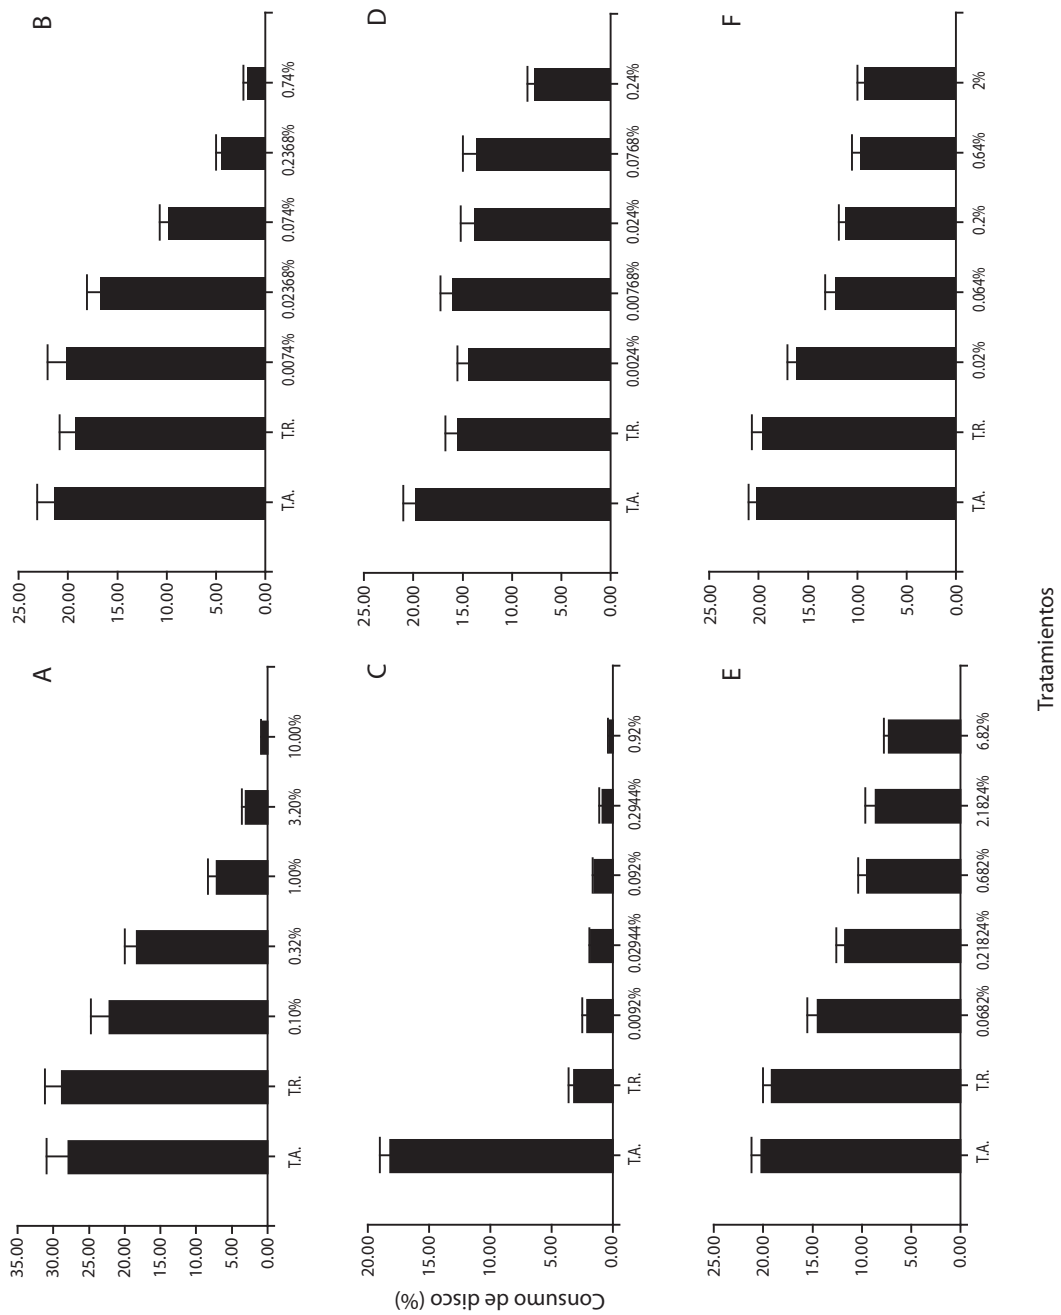 A
35.00
30.00
25.00
20.00
15.00
10.00
5.00
0.00
T.A. T.R. 0.10% 0.32% 1.00% 3.20% 10.00%
B
25.00
20.00
15.00
10.00
5.00
0.00
T.A. T.R. 0.0074% 0.02368% 0.074% 0.2368% 0.74%
Consumo de disco (%)
C
20.00
15.00
10.00
5.00
0.00
T.A. T.R. 0.0092% 0.02944% 0.092% 0.2944% 0.92%
D
25.00
20.00
15.00
10.00
5.00
0.00
T.A. T.R. 0.0024% 0.00768% 0.024% 0.0768% 0.24%
E
25.00
20.00
15.00
10.00
5.00
0.00
T.A. T.R. 0.0682% 0.21824% 0.682% 2.1824% 6.82%
F
25.00
20.00
15.00
10.00
5.00
0.00
T.A. T.R. 0.02% 0.064% 0.2% 0.64% 2%
Tratamientos